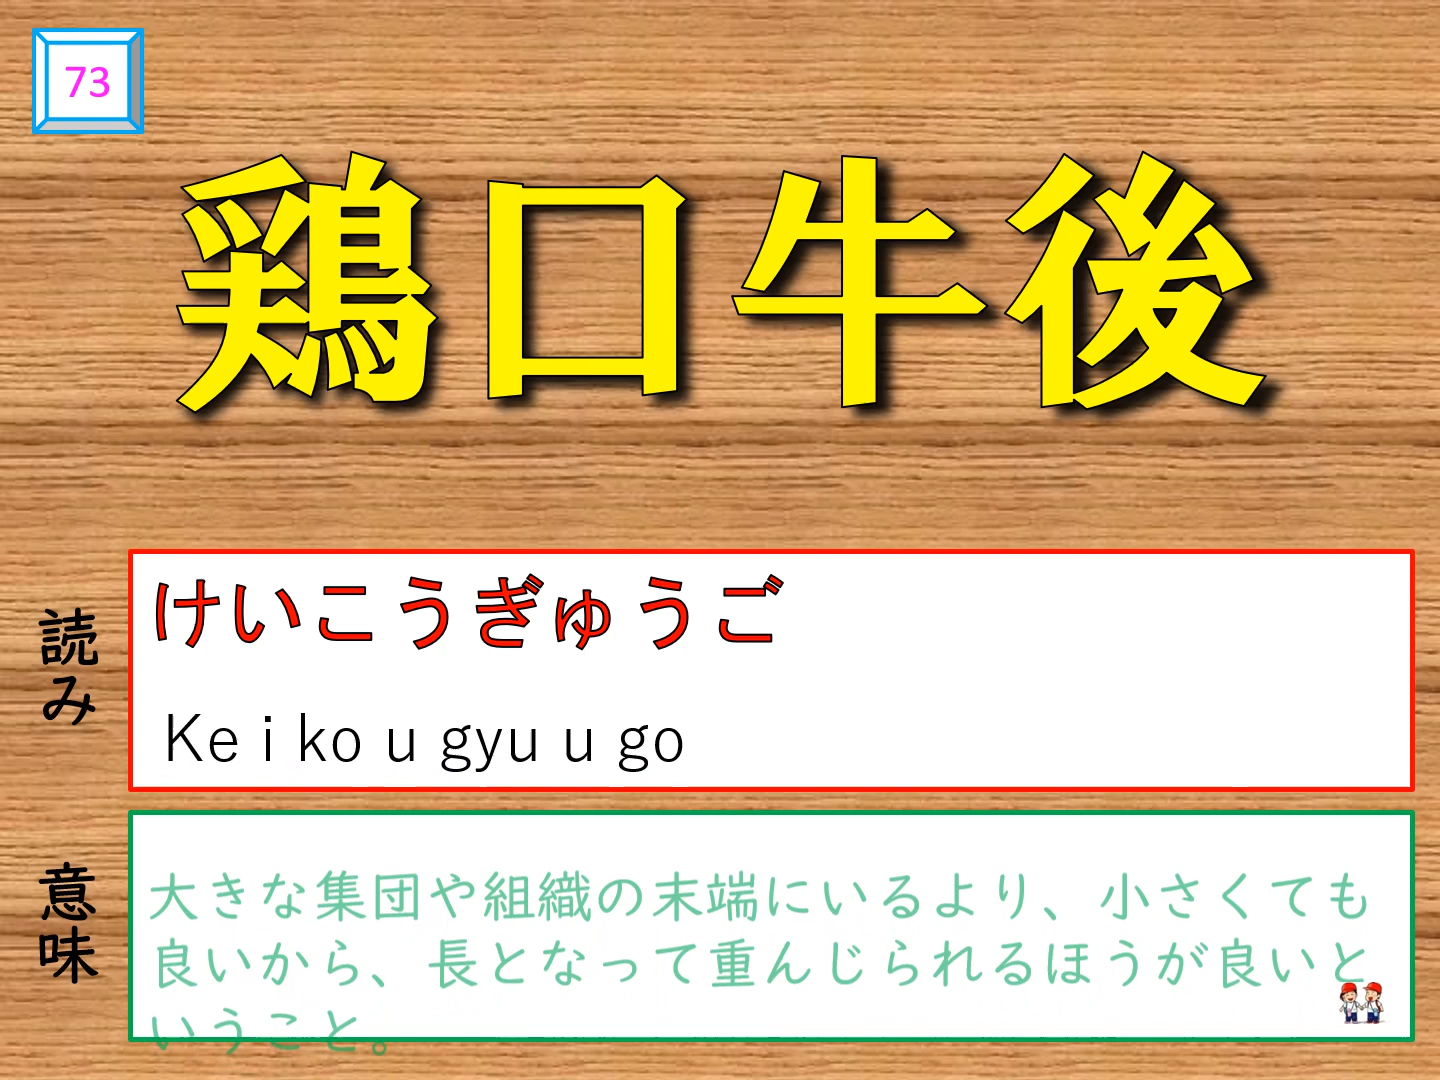 73
鶏口牛後
読み
けいこうぎゅうご
Ke i ko u gyu u go
意味
大きな集団や組織の末端にいるより、小さくても
良いから、長となって重んじられるほうが良いと
いうこと。